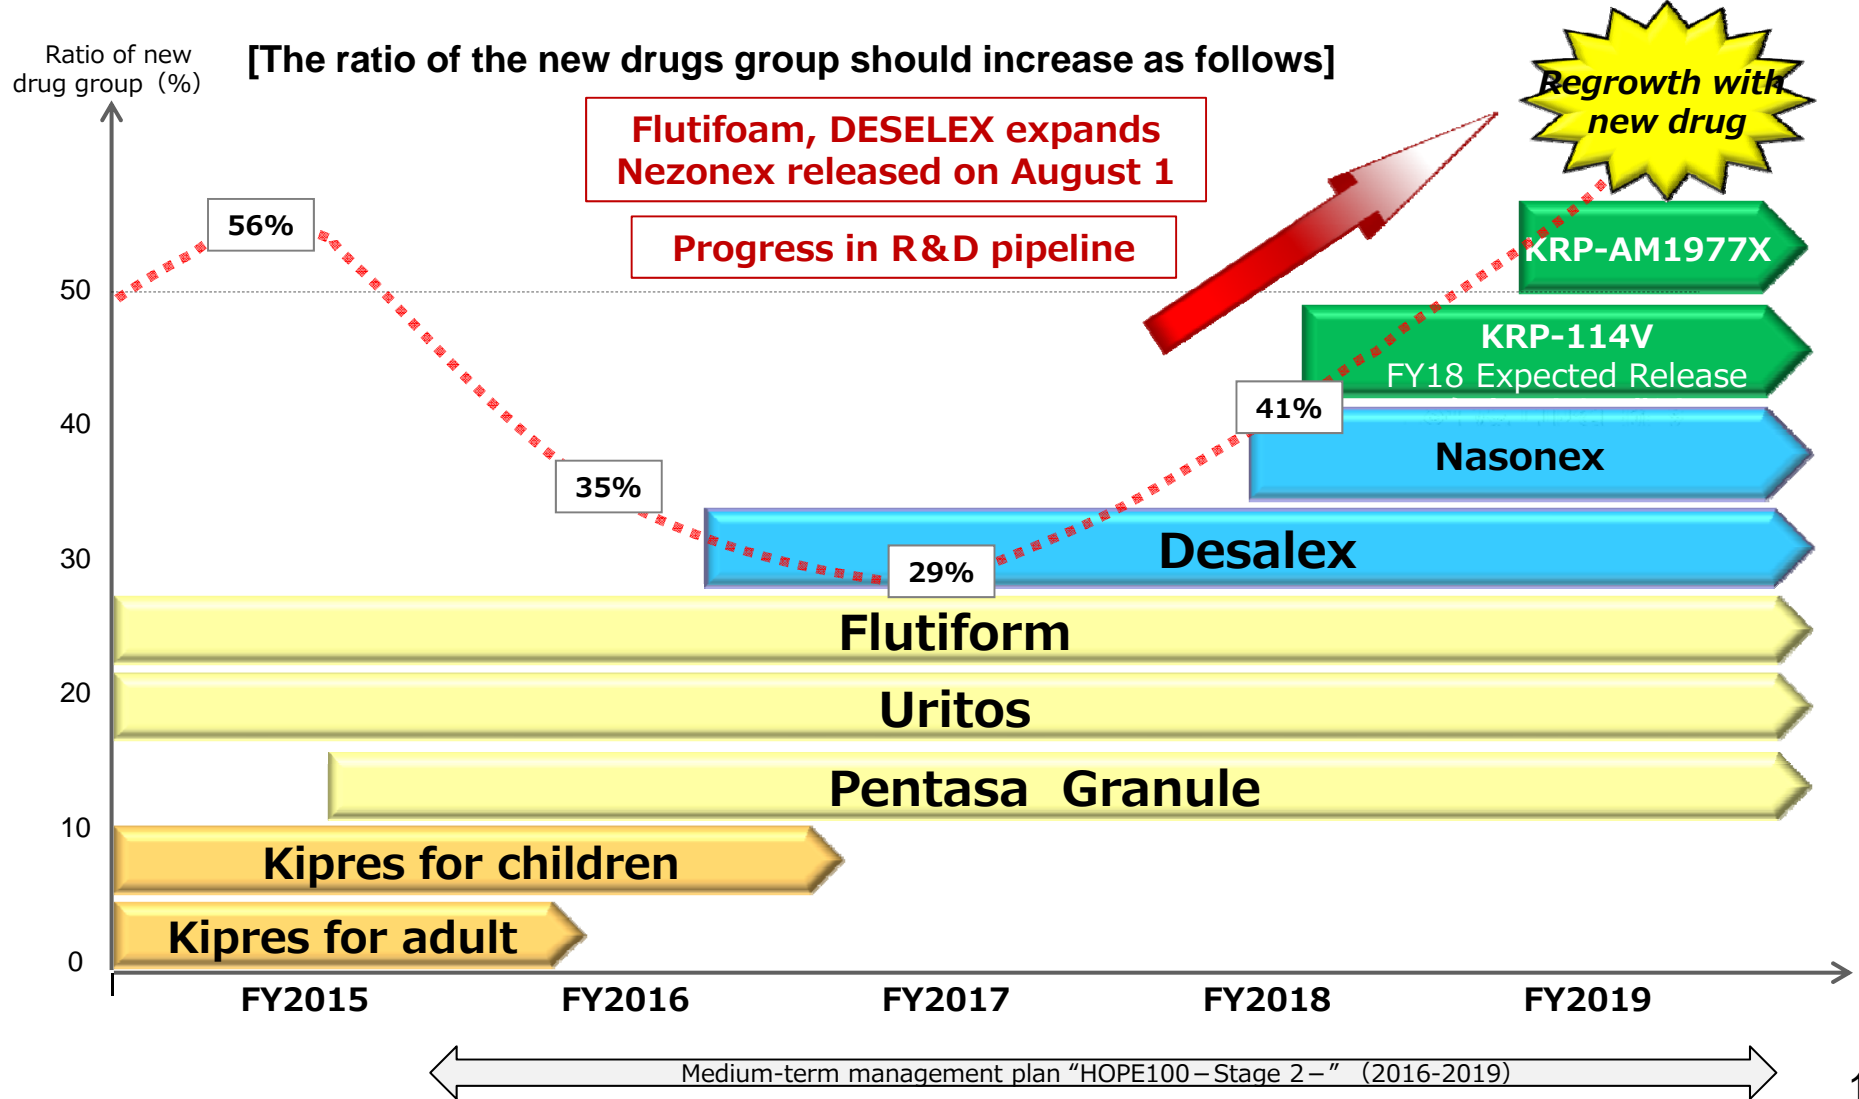 Ratio of new
drug group（%）
[The ratio of the new drugs group should increase as follows]
Regrowth with
new drug
Flutifoam, DESELEX expands
Nezonex released on August 1
Progress in R&D pipeline
56%
KRP-AM1977X
50
KRP-114V
FY18 Expected Release
41%
40
Nasonex
35%
Desalex
30
29%
Flutiform
20
Uritos
Pentasa Granule
10
Kipres for children
Kipres for adult
0
FY2015
FY2016
FY2017
FY2018
FY2019
Medium-term management plan “HOPE100－Stage 2－” （2016-2019）